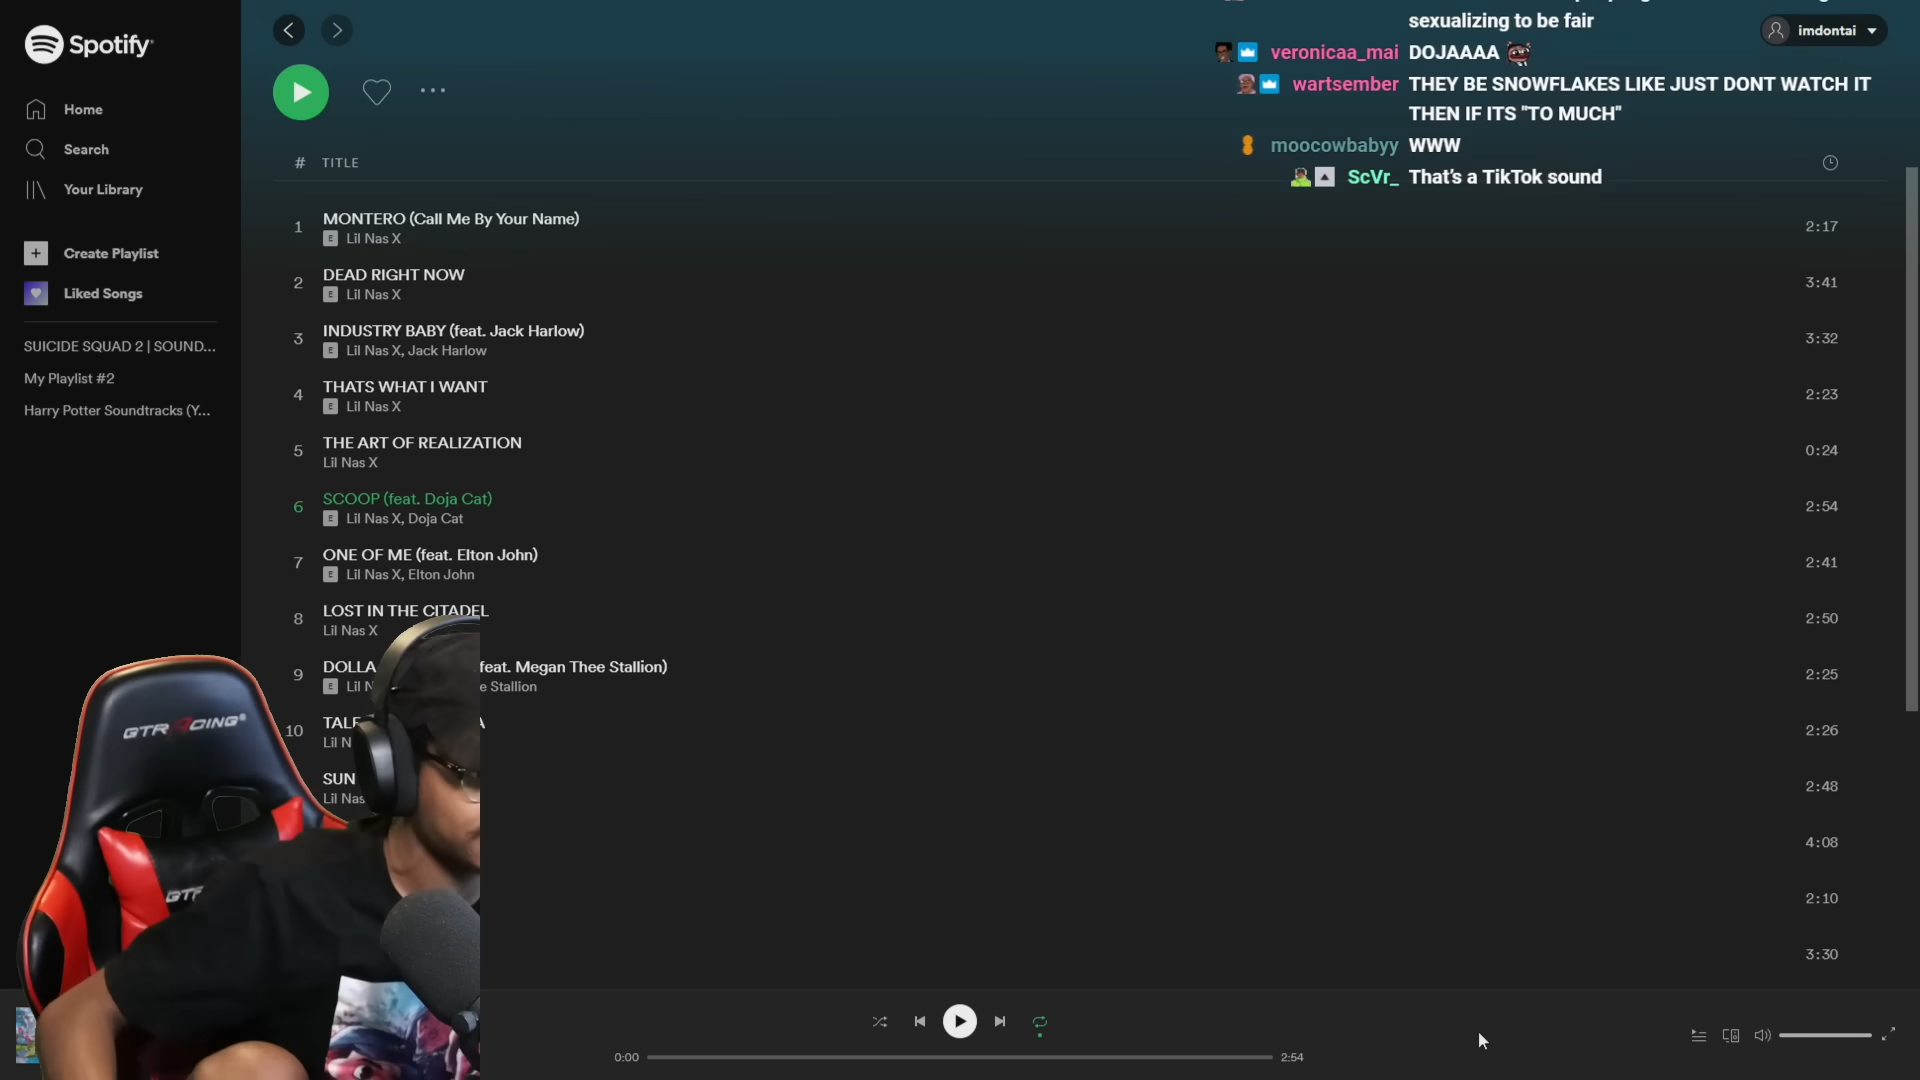 sexualizing to be fair
Spotify
imdontai
veronicaa_mai DOJAAAA
wartsember THEY BE SNOWFLAKES LIKE JUST DONT WATCH IT
THEN IF ITS "TO MUCH"
moocowbabyy WWW
ScVr_ That's a TikTok sound
Home
Search
Your Library
Create Playlist
Liked Songs
SUICIDE SQUAD 2 | SOUND...
My Playlist #2
Harry Potter Soundtracks (Y...
# TITLE
1 MONTERO (Call Me By Your Name) 2:17
E Lil Nas X
2 DEAD RIGHT NOW 3:41
E Lil Nas X
3 INDUSTRY BABY (feat. Jack Harlow) 3:32
E Lil Nas X, Jack Harlow
4 THATS WHAT I WANT 2:23
E Lil Nas X
5 THE ART OF REALIZATION 0:24
Lil Nas X
6 SCOOP (feat. Doja Cat) 2:54
E Lil Nas X, Doja Cat
7 ONE OF ME (feat. Elton John) 2:41
E Lil Nas X, Elton John
8 LOST IN THE CITADEL 2:50
Lil Nas X
9 DOLLA feat. Megan Thee Stallion) 2:25
E Lil N e Stallion
10 TALE A 2:26
Lil N
SUN 2:48
Lil Nas
4:08
2:10
3:30
GTRACING
GTR
0:00 2:54